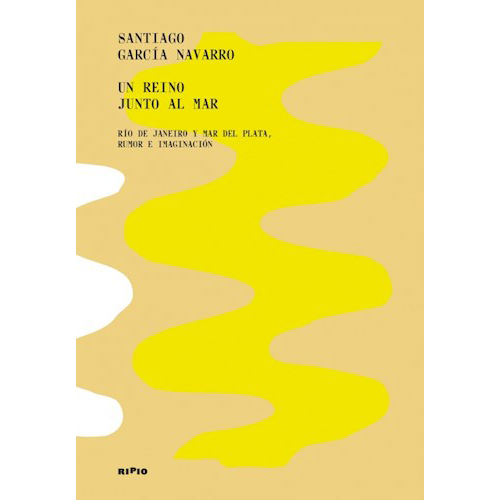 SANTIAGO
GARCÍA NAVARRO
UN REINO
JUNTO AL MAR
RÍO DE JANEIRO Y MAR DEL PLATA,
RUMOR E IMAGINACIÓN
RIPIO